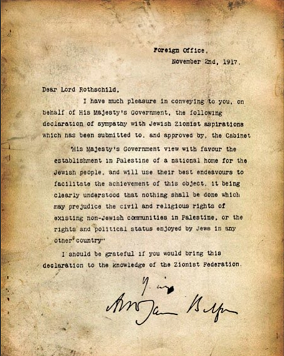 Foreign Office,
November 2nd, 1917.
Dear Lord Rothschild,
I have much pleasure in conveying to you, on
behalf of His Majesty's Government, the following
declaration of sympathy with Jewish Zionist aspirations
which has been submitted to, and approved by, the Cabinet
"His Majesty's Government view with favour the
establishment in Palestine of a national home for the
Jewish people, and will use their best endeavours to
facilitate the achievement of this object, it being
clearly understood that nothing shall be done which
may prejudice the civil and religious rights of
existing non-Jewish communities in Palestine, or the
rights and political status enjoyed by Jews in any
other country"
I should be grateful if you would bring this
declaration to the knowledge of the Zionist Federation.
Arthur James Balfour